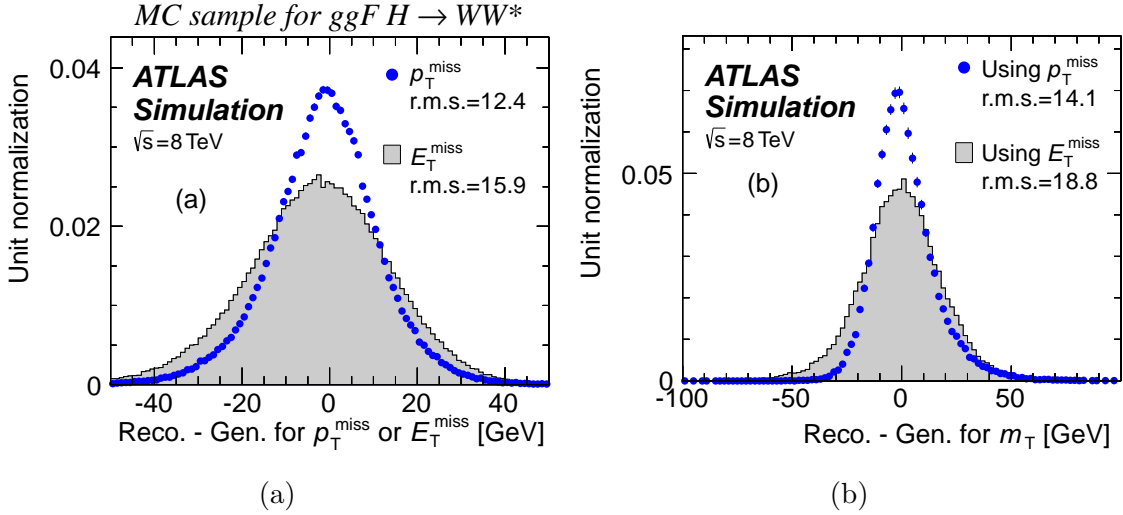 MC sample for ggF H → WW*
Unit normalization
0.04
0.02
0
ATLAS
Simulation
√s=8 TeV
(a)
p_T^miss
r.m.s.=12.4
E_T^miss
r.m.s.=15.9
-40 -20 0 20 40
Reco. - Gen. for p_T^miss or E_T^miss [GeV]
(a)
Unit normalization
0.05
0
ATLAS
Simulation
√s=8 TeV
(b)
Using p_T^miss
r.m.s.=14.1
Using E_T^miss
r.m.s.=18.8
-100 -50 0 50 100
Reco. - Gen. for m_T [GeV]
(b)